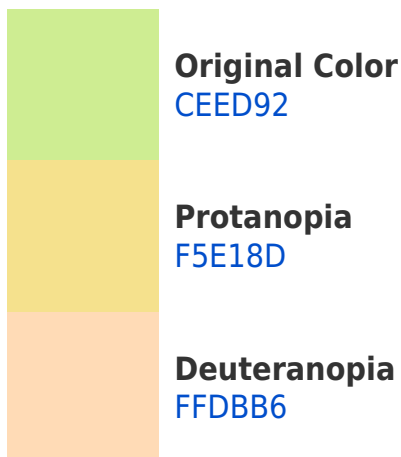 Original Color
CEED92
Protanopia
F5E18D
Deuteranopia
FFDBB6